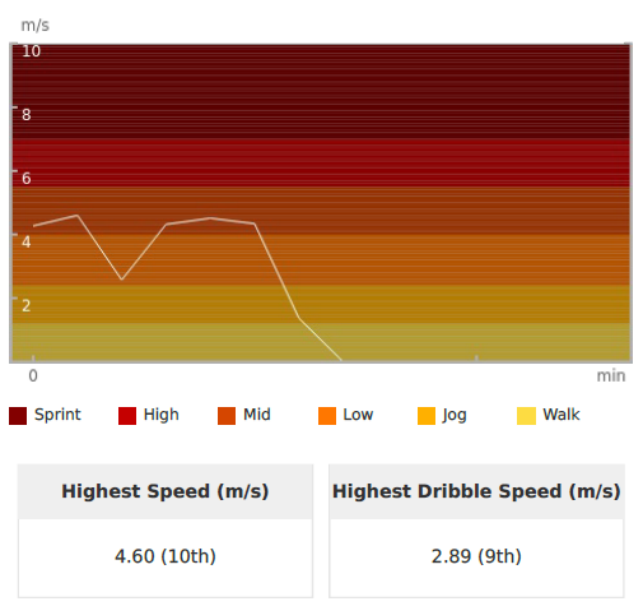 m/s
10
8
6
4
2
0 min
Sprint High Mid Low Jog Walk
Highest Speed (m/s) Highest Dribble Speed (m/s)
4.60 (10th) 2.89 (9th)